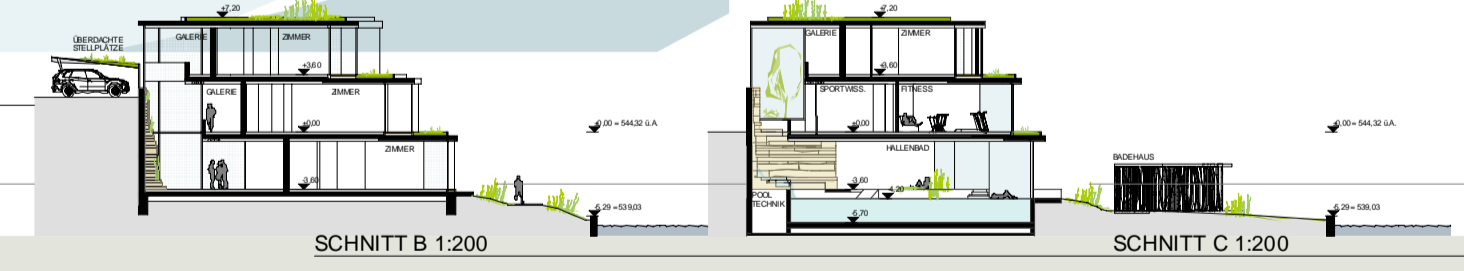 +7,20
GALERIE
ZIMMER
ÜBERDACHTE
STELLPLÄTZE
+3,60
GALERIE
ZIMMER
±0,00
ZIMMER
-3,60
±0,00 = 544,32 ü.A.
-5,29 = 539,03
SCHNITT B 1:200
+7,20
GALERIE
ZIMMER
+3,60
SPORTWISS.
FITNESS
±0,00
HALLENBAD
-3,60
-4,20
POOL
TECHNIK
-5,70
±0,00 = 544,32 ü.A.
BADEHAUS
-5,29 = 539,03
SCHNITT C 1:200